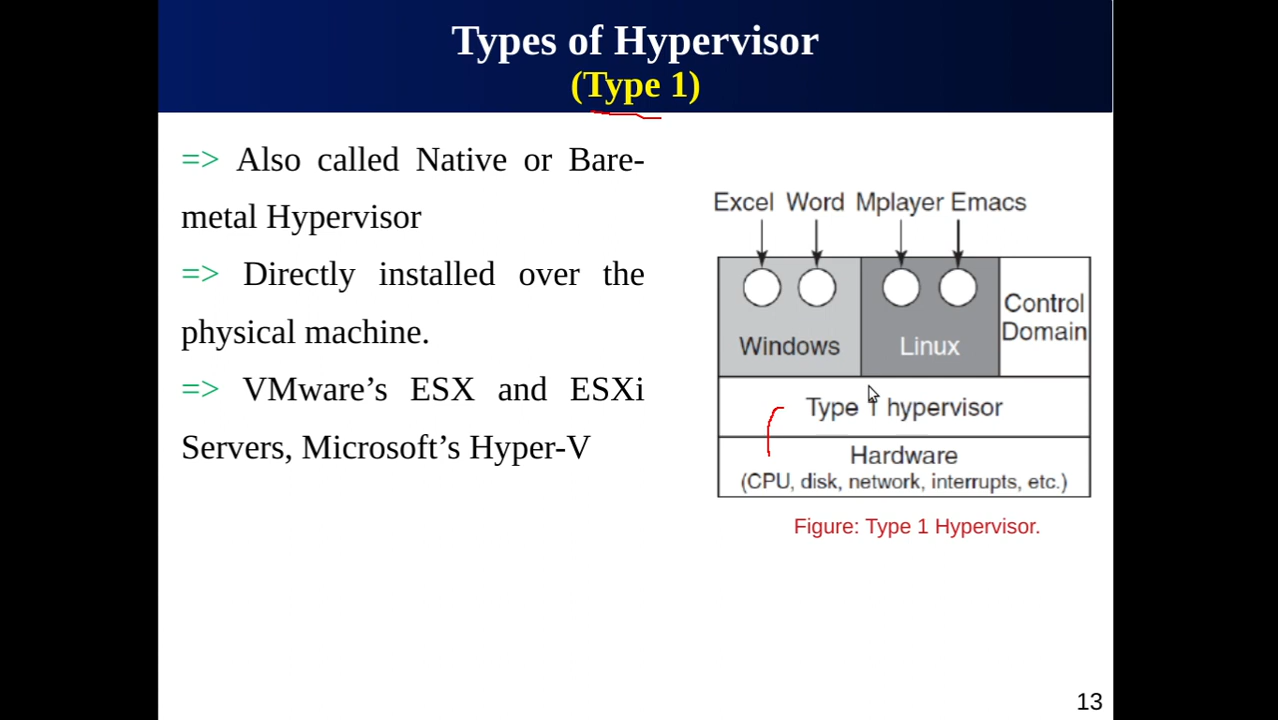 Types of Hypervisor
(Type 1)
=> Also called Native or Bare-
metal Hypervisor
=> Directly installed over the
physical machine.
=> VMware’s ESX and ESXi
Servers, Microsoft’s Hyper-V
Excel Word Mplayer Emacs
Windows
Linux
Control
Domain
Type 1 hypervisor
Hardware
(CPU, disk, network, interrupts, etc.)
Figure: Type 1 Hypervisor.
13